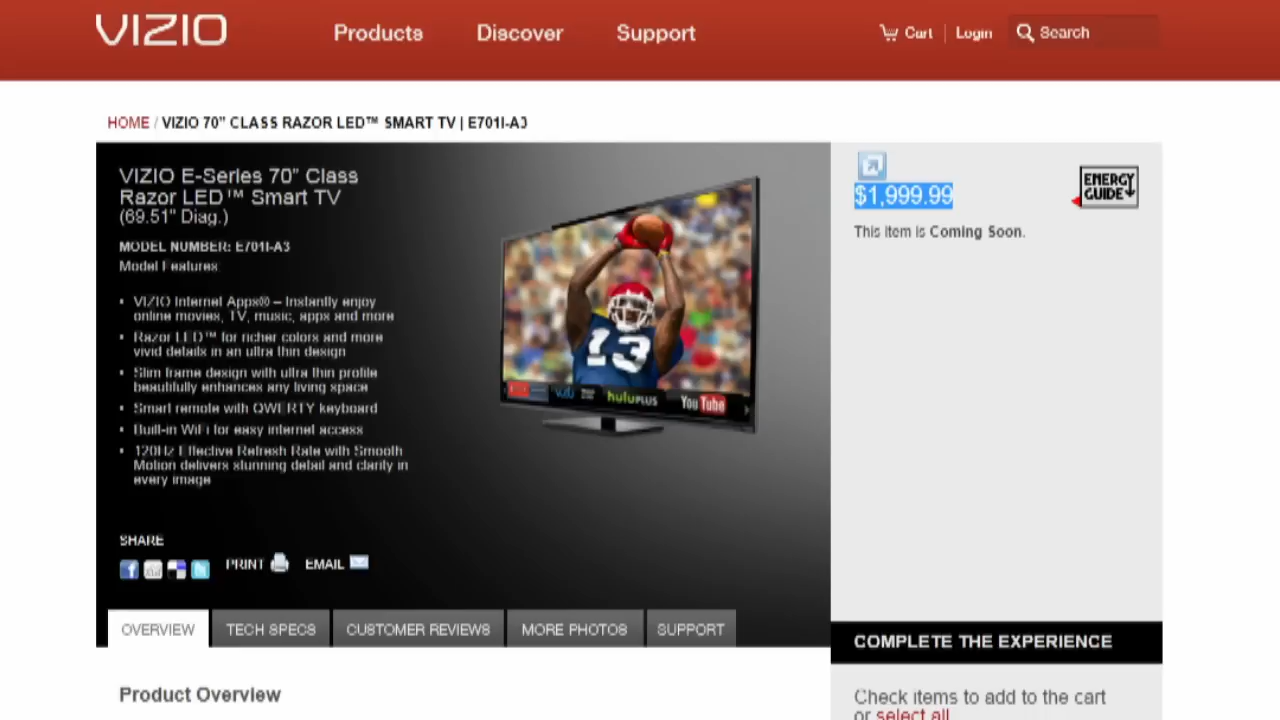 VIZIO
Products Discover Support
Cart Login Search
HOME / VIZIO 70” CLASS RAZOR LED™ SMART TV | E701I-A3
VIZIO E-Series 70” Class
Razor LED™ Smart TV
(69.51" Diag.)
MODEL NUMBER: E701I-A3
Model Features
• VIZIO Internet Apps® – Instantly enjoy
online movies, TV, music, apps and more
• Razor LED™ for richer colors and more
vivid details in an ultra thin design
• Slim frame design with ultra thin profile
beautifully enhances any living space
• Smart remote with QWERTY keyboard
• Built-in WiFi for easy internet access
• 120Hz Effective Refresh Rate with Smooth
Motion delivers stunning detail and clarity in
every image
13
huluPLUS YouTube
$1,999.99
ENERGY
GUIDE
This item is Coming Soon.
SHARE
PRINT EMAIL
OVERVIEW TECH SPECS CUSTOMER REVIEWS MORE PHOTOS SUPPORT
Product Overview
COMPLETE THE EXPERIENCE
Check items to add to the cart
or select all